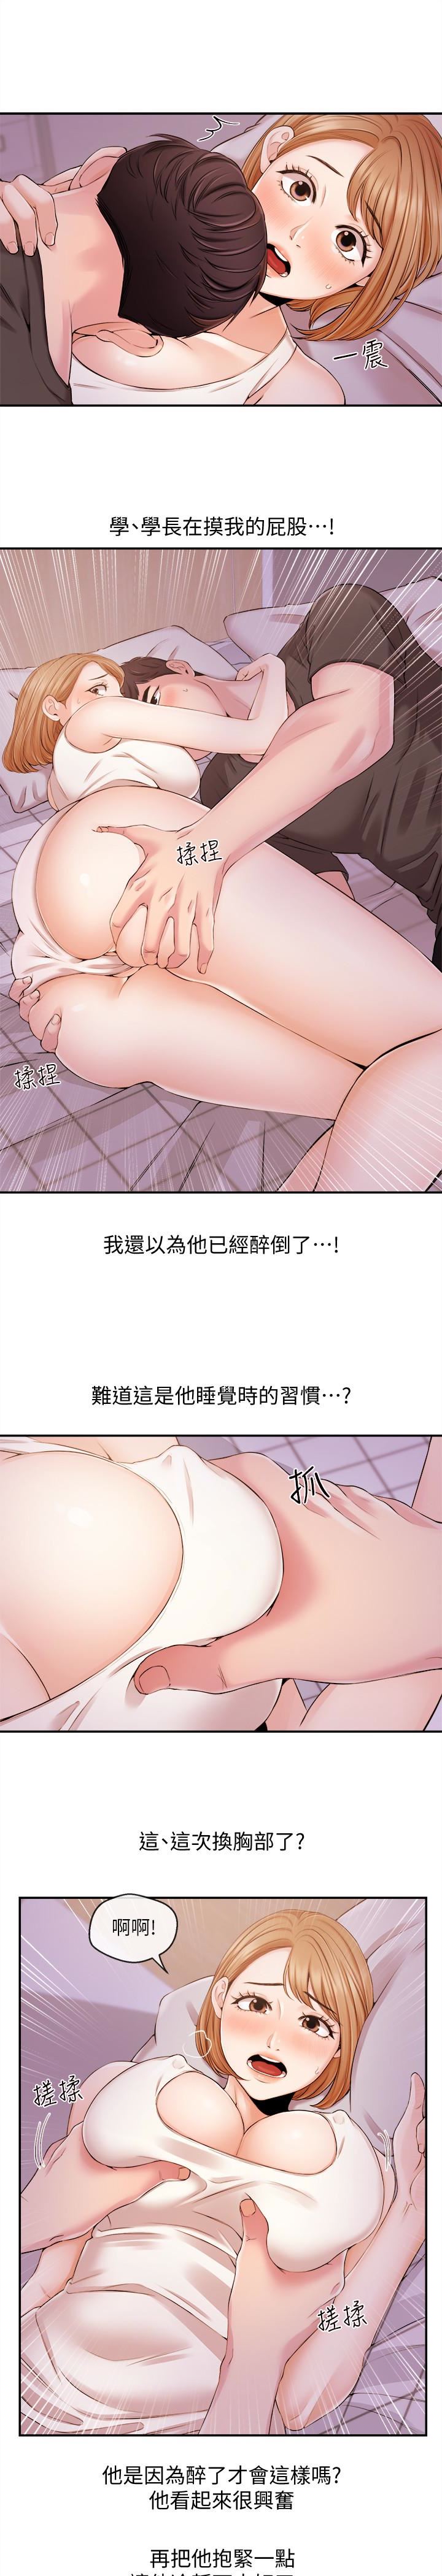 一震
學、學長在摸我的屁股⋯!
揉捏
揉捏
我還以為他已經醉倒了⋯!
難道這是他睡覺時的習慣⋯?
抓
這、這次換胸部了?
啊啊!
搓揉
搓揉
他是因為醉了才會這樣嗎?
他看起來很興奮
再把他抱緊一點